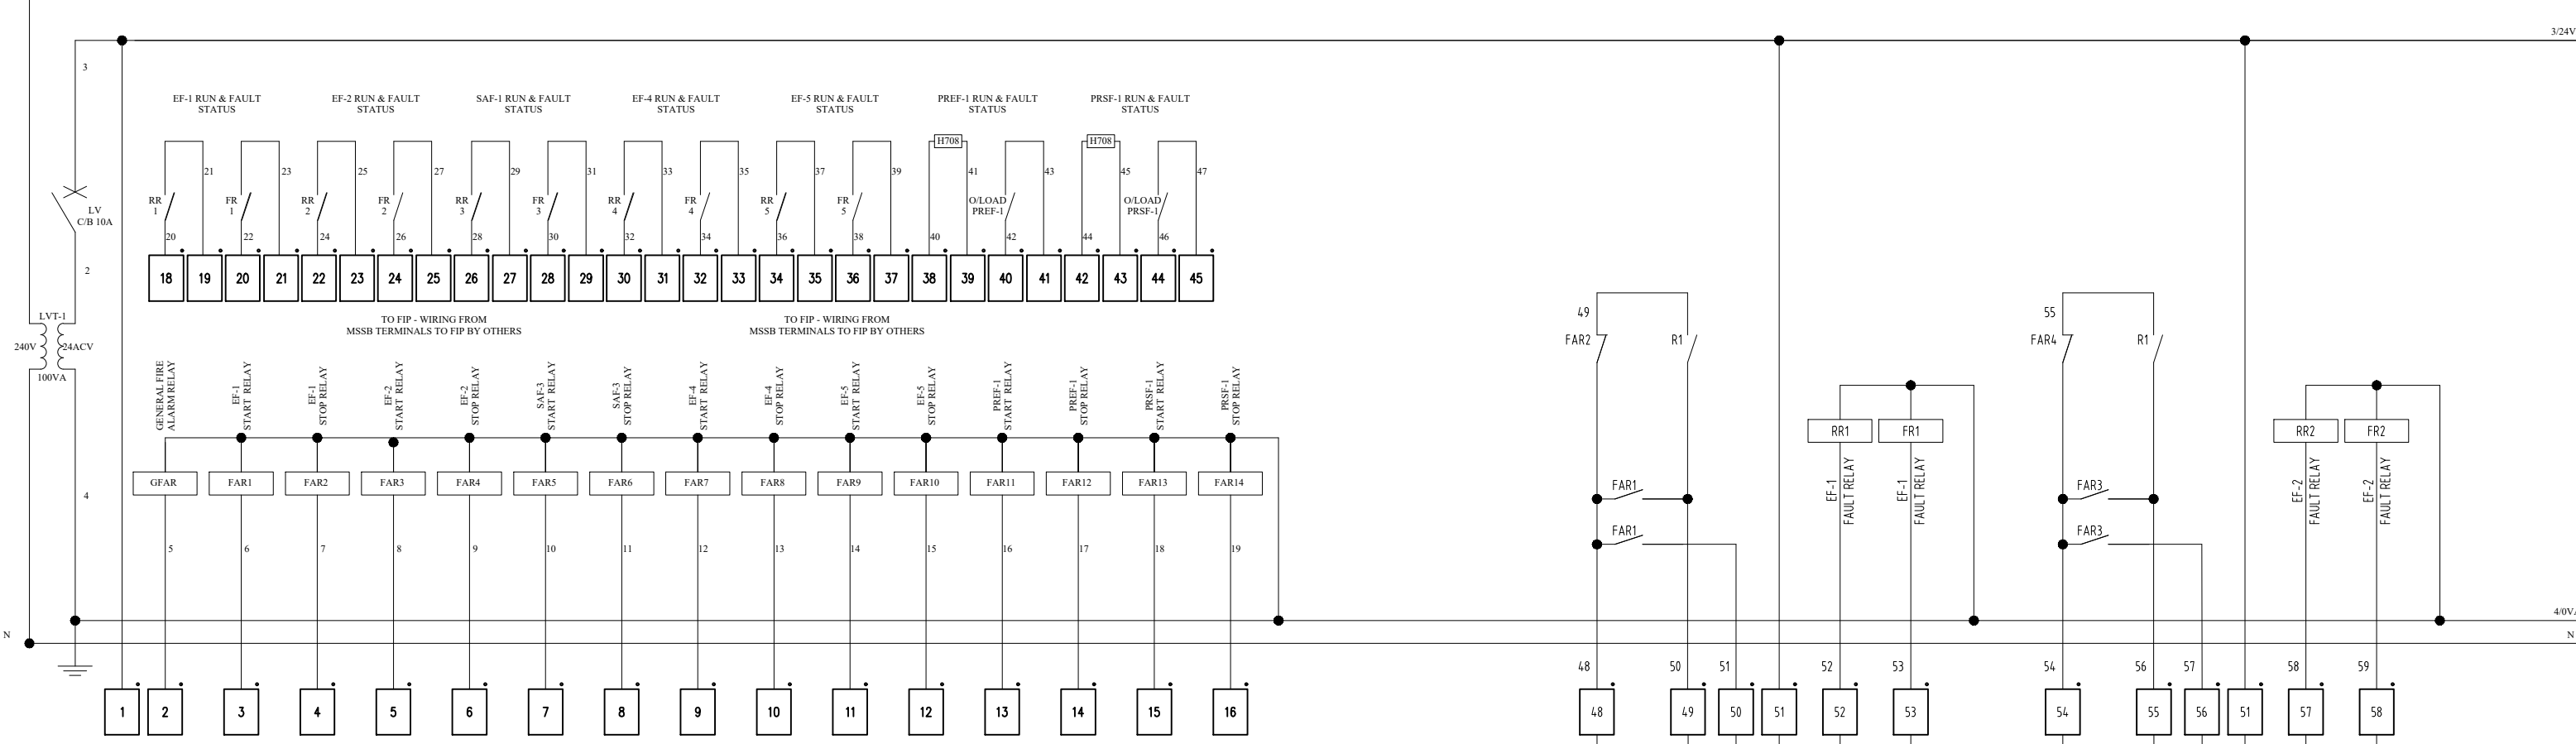 3/24V
3
EF-1 RUN & FAULT
STATUS
EF-2 RUN & FAULT
STATUS
SAF-1 RUN & FAULT
STATUS
EF-4 RUN & FAULT
STATUS
EF-5 RUN & FAULT
STATUS
PREF-1 RUN & FAULT
STATUS
PRSF-1 RUN & FAULT
STATUS
H708
H708
21 23 25 27 29 31 33 35 37 39 41 43 45 47
RR
1
FR
1
RR
2
FR
2
RR
3
FR
3
RR
4
FR
4
RR
5
FR
5
O/LOAD
PREF-1
O/LOAD
PRSF-1
LV
C/B 10A
20 22 24 26 28 30 32 34 36 38 40 42 44 46
2
18 19 20 21 22 23 24 25 26 27 28 29 30 31 32 33 34 35 36 37 38 39 40 41 42 43 44 45
LVT-1
240V
24ACV
100VA
TO FIP - WIRING FROM
MSSB TERMINALS TO FIP BY OTHERS
TO FIP - WIRING FROM
MSSB TERMINALS TO FIP BY OTHERS
49
FAR2
R1
55
FAR4
R1
GENERAL FIRE
ALARM RELAY
EF-1
START RELAY
EF-1
STOP RELAY
EF-2
START RELAY
EF-2
STOP RELAY
SAF-3
START RELAY
SAF-3
STOP RELAY
EF-4
START RELAY
EF-4
STOP RELAY
EF-5
START RELAY
EF-5
STOP RELAY
PREF-1
START RELAY
PREF-1
STOP RELAY
PRSF-1
START RELAY
PRSF-1
STOP RELAY
RR1
FR1
RR2
FR2
4
GFAR FAR1 FAR2 FAR3 FAR4 FAR5 FAR6 FAR7 FAR8 FAR9 FAR10 FAR11 FAR12 FAR13 FAR14
FAR1
FAR1
EF-1
FAULT RELAY
EF-1
FAULT RELAY
FAR3
FAR3
EF-2
FAULT RELAY
EF-2
FAULT RELAY
5 6 7 8 9 10 11 12 13 14 15 16 17 18 19
4/0VA
N
N
48 50 51 52 53 54 56 57 58 59
1 2 3 4 5 6 7 8 9 10 11 12 13 14 15 16 48 49 50 51 52 53 54 55 56 51 57 58